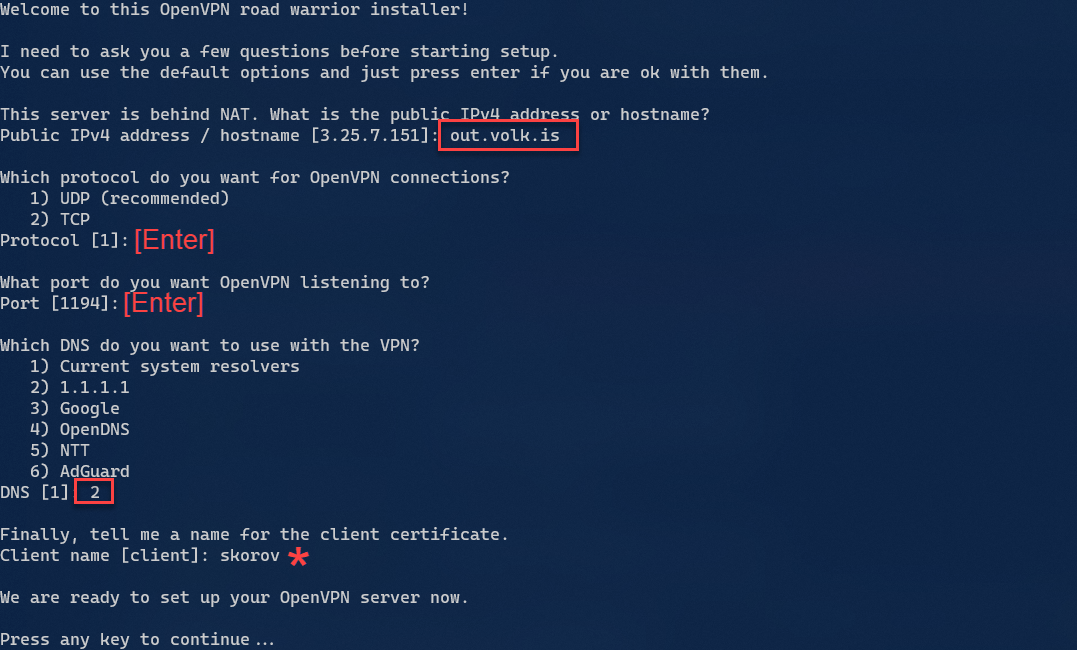 Welcome to this OpenVPN road warrior installer!
I need to ask you a few questions before starting setup.
You can use the default options and just press enter if you are ok with them.
This server is behind NAT. What is the public IPv4 address or hostname?
Public IPv4 address / hostname [3.25.7.151]: out.volk.is
Which protocol do you want for OpenVPN connections?
1) UDP (recommended)
2) TCP
Protocol [1]: [Enter]
What port do you want OpenVPN listening to?
Port [1194]: [Enter]
Which DNS do you want to use with the VPN?
1) Current system resolvers
2) 1.1.1.1
3) Google
4) OpenDNS
5) NTT
6) AdGuard
DNS [1]: 2
Finally, tell me a name for the client certificate.
Client name [client]: skorov *
We are ready to set up your OpenVPN server now.
Press any key to continue...